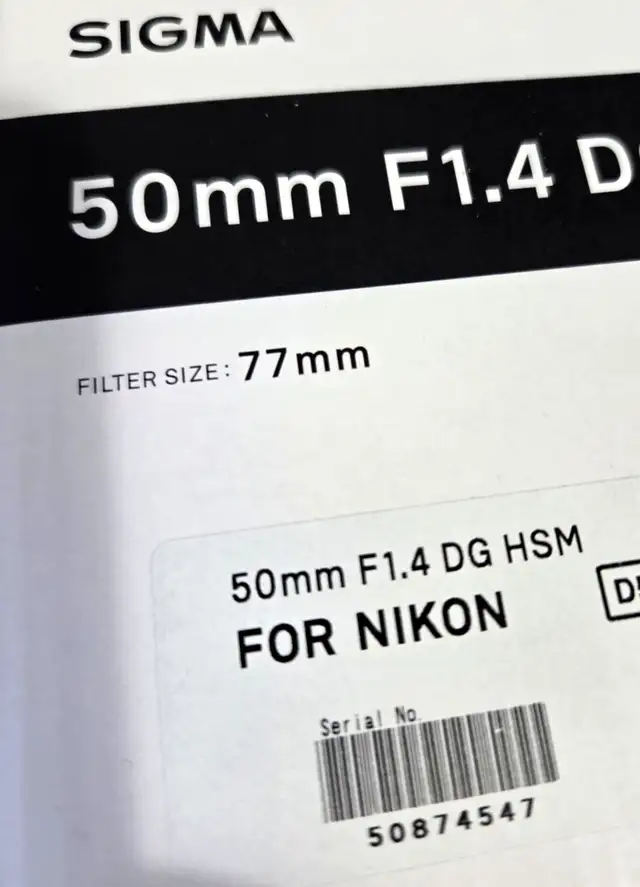 SIGMA
50mm F1.4 D
FILTER SIZE: 77mm
50mm F1.4 DG HSM
FOR NIKON
D
Serial No.
50874547